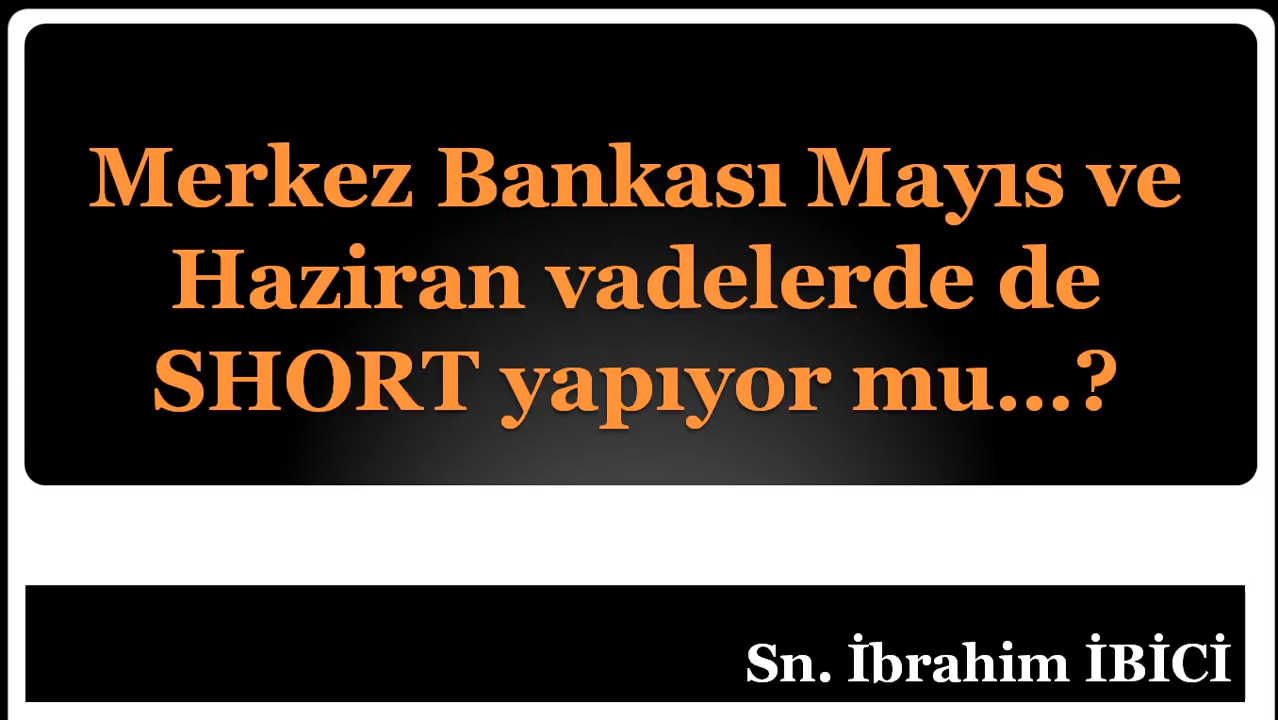 Merkez Bankası Mayıs ve
Haziran vadelerde de
SHORT yapıyor mu...?
Sn. İbrahim İBİCİ